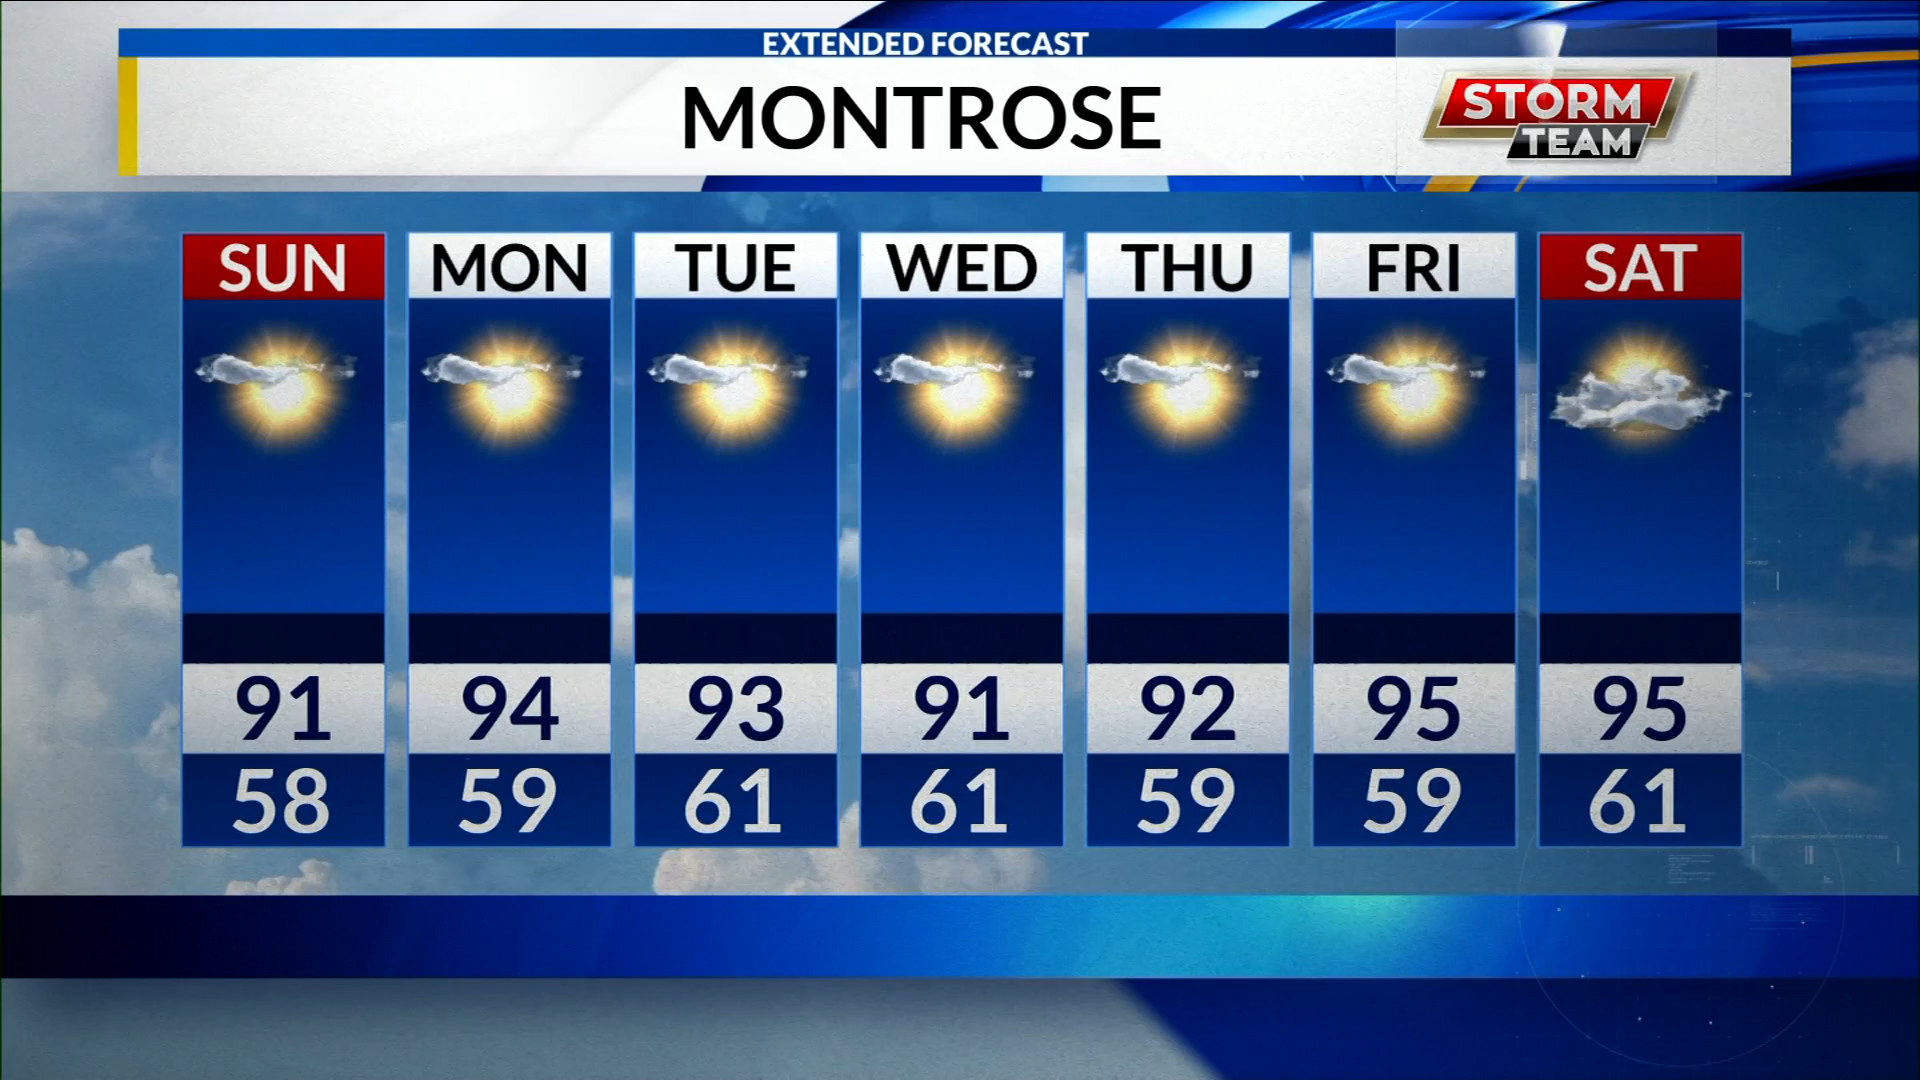 EXTENDED FORECAST
MONTROSE
STORM
TEAM
SUN MON TUE WED THU FRI SAT
91 94 93 91 92 95 95
58 59 61 61 59 59 61